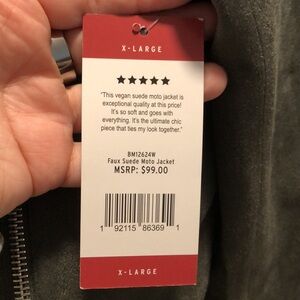 X-LARGE
★★★★★
"This vegan suede moto jacket is
exceptional quality at this price!
It's so soft and goes with
everything. It's the ultimate chic
piece that ties my look together."
BM12624W
Faux Suede Moto Jacket
MSRP: $99.00
1 92115 86369 1
X-LARGE